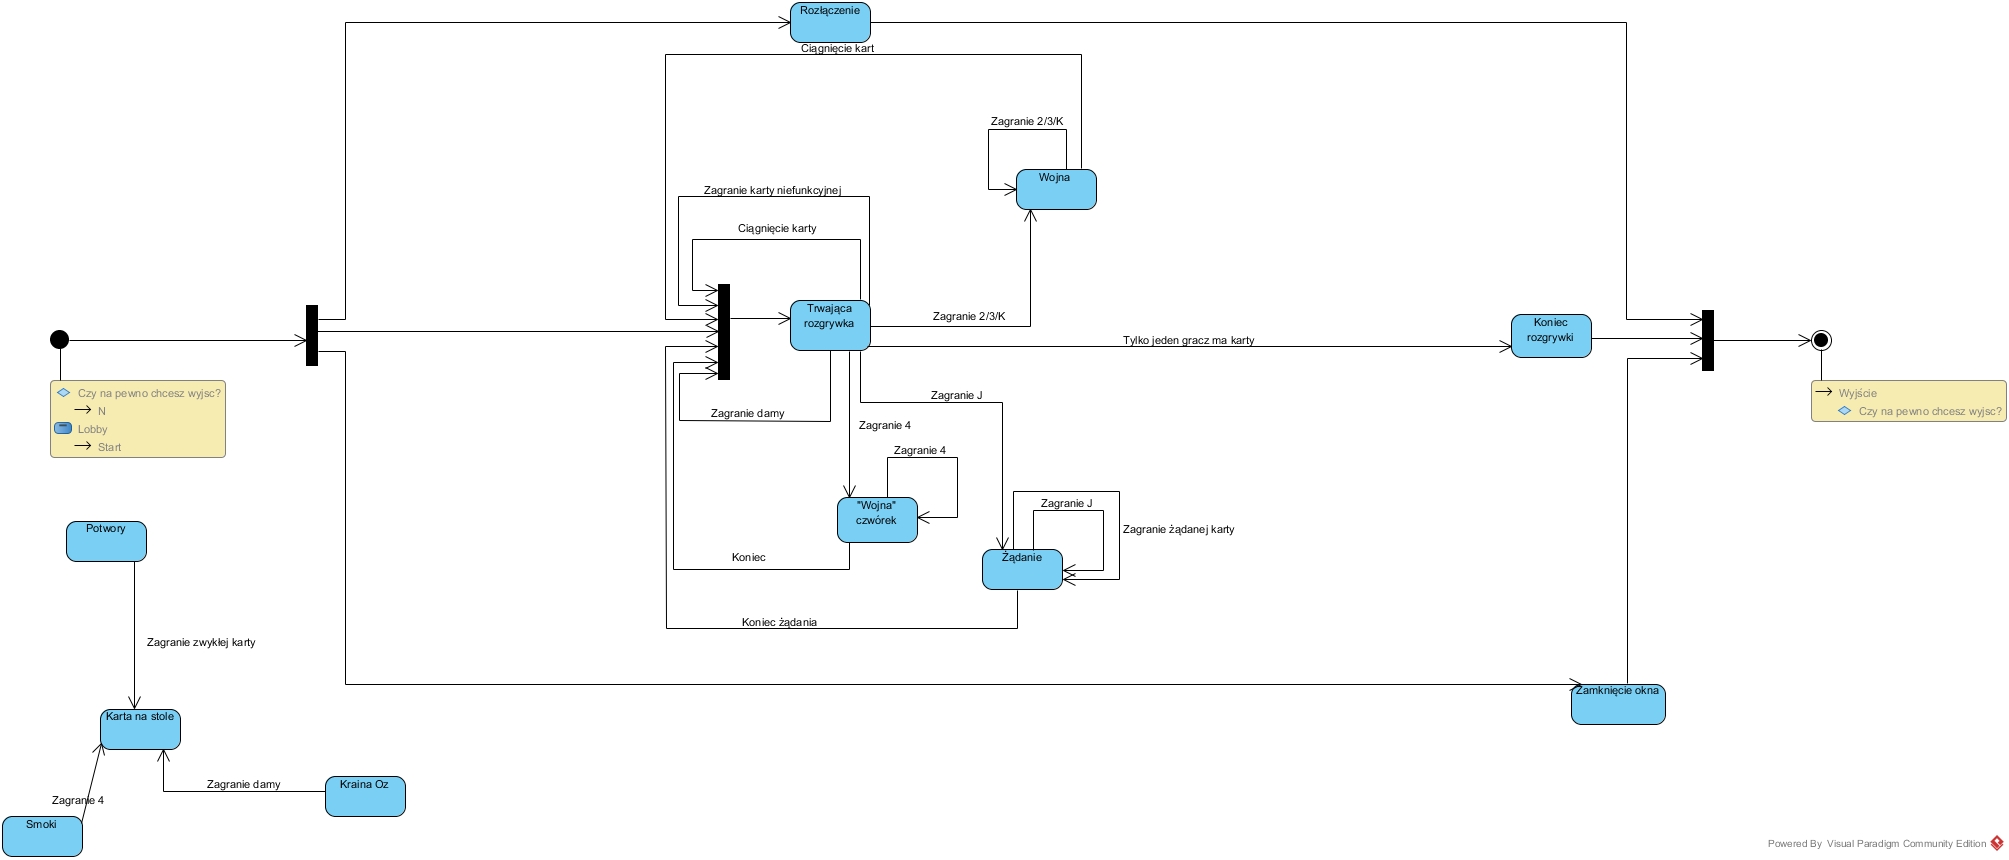 Rozłączenie
Ciągnięcie kart
Zagranie 2/3/K
Wojna
Zagranie karty niefunkcyjnej
Ciągnięcie karty
Trwająca
rozgrywka
Zagranie 2/3/K
Koniec
rozgrywki
Tylko jeden gracz ma karty
Czy na pewno chcesz wyjsc?
N
Lobby
Start
Wyjście
Czy na pewno chcesz wyjsc?
Zagranie J
Zagranie damy
Zagranie 4
Zagranie 4
"Wojna"
czwórek
Zagranie J
Zagranie żądanej karty
Potwory
Koniec
Żądanie
Koniec żądania
Zagranie zwykłej karty
Zamknięcie okna
Karta na stole
Zagranie damy
Kraina Oz
Zagranie 4
Smoki
Powered By Visual Paradigm Community Edition